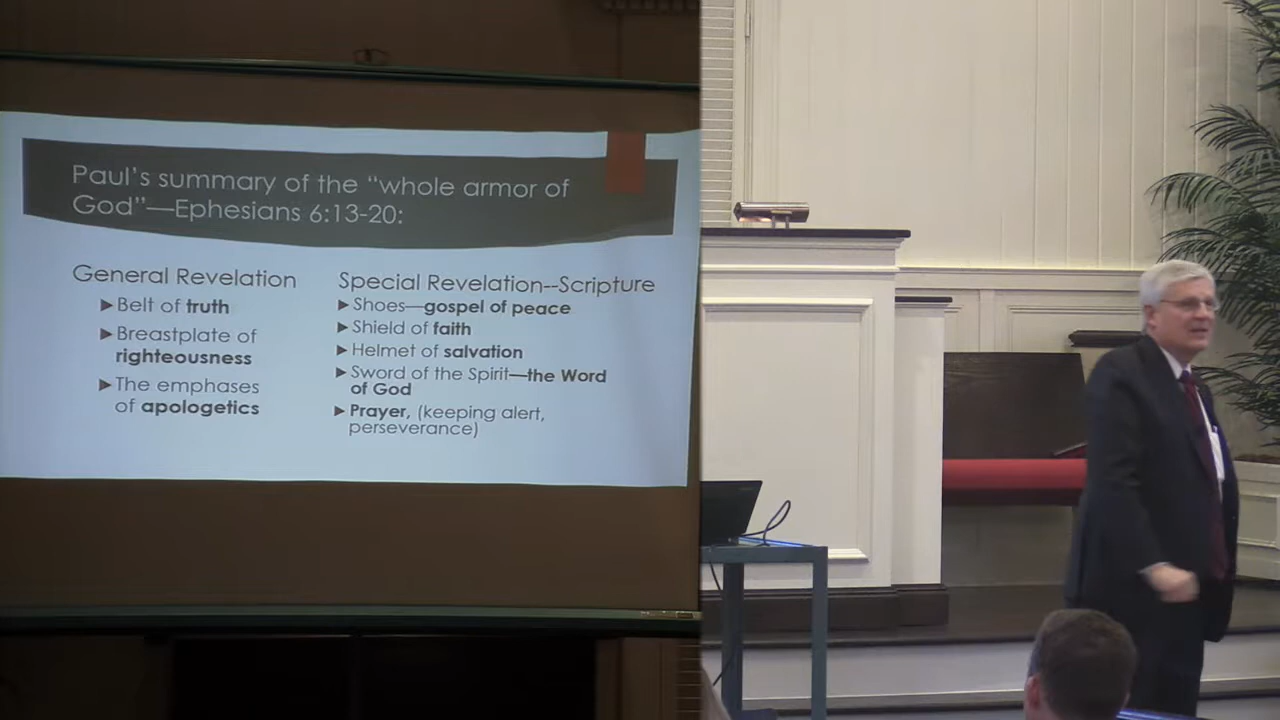 Paul's summary of the “whole armor of
God”—Ephesians 6:13-20:
General Revelation
▶Belt of truth
▶Breastplate of
righteousness
▶The emphases
of apologetics
Special Revelation--Scripture
▶Shoes—gospel of peace
▶Shield of faith
▶Helmet of salvation
▶Sword of the Spirit—the Word
of God
▶Prayer, (keeping alert,
perseverance)